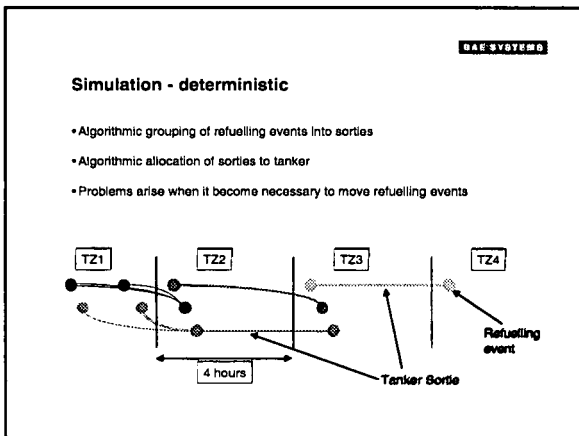 BAE SYSTEMS
Simulation - deterministic
• Algorithmic grouping of refuelling events into sorties
• Algorithmic allocation of sorties to tanker
• Problems arise when it become necessary to move refuelling events
TZ1
TZ2
TZ3
TZ4
Refuelling
event
4 hours
Tanker Sortie